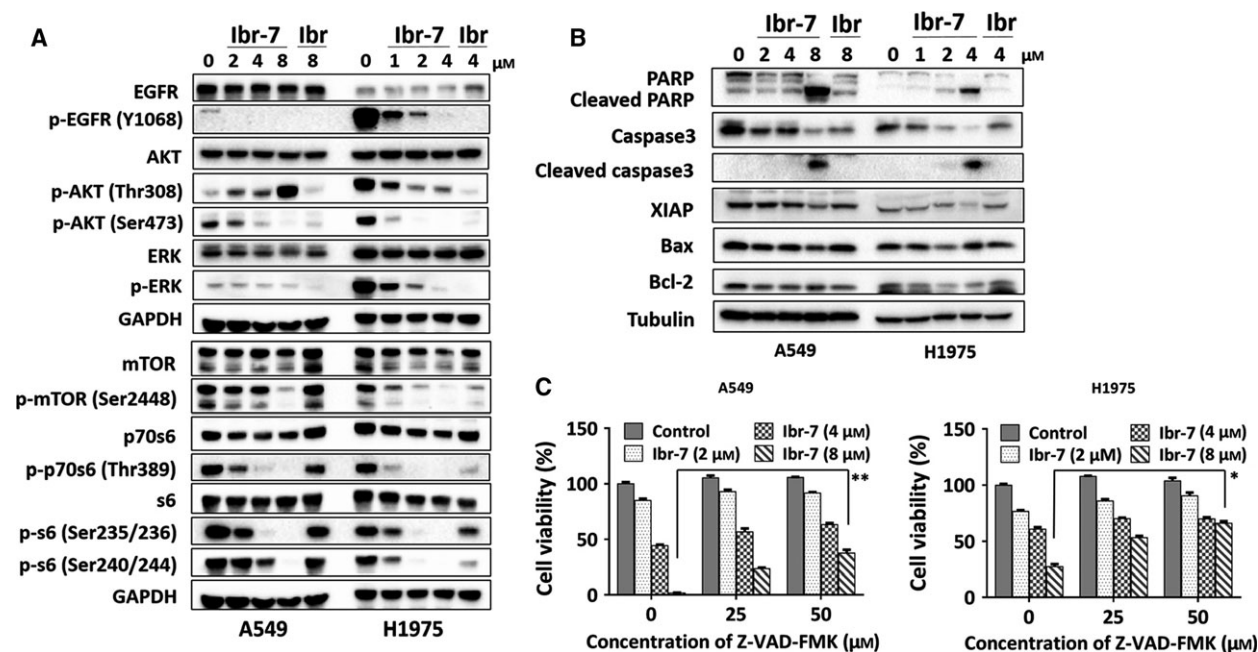 A
Ibr-7 Ibr Ibr-7 Ibr
0 2 4 8 8 0 1 2 4 4 μM
EGFR
p-EGFR (Y1068)
AKT
p-AKT (Thr308)
p-AKT (Ser473)
ERK
p-ERK
GAPDH
mTOR
p-mTOR (Ser2448)
p70s6
p-p70s6 (Thr389)
s6
p-s6 (Ser235/236)
p-s6 (Ser240/244)
GAPDH
A549 H1975
B
Ibr-7 Ibr Ibr-7 Ibr
0 2 4 8 8 0 1 2 4 4 μM
PARP
Cleaved PARP
Caspase3
Cleaved caspase3
XIAP
Bax
Bcl-2
Tubulin
A549 H1975
C
A549
Cell viability (%)
150
100
50
0
Control Ibr-7 (4 μM)
Ibr-7 (2 μM) Ibr-7 (8 μM)
**
0 25 50
Concentration of Z-VAD-FMK (μM)
H1975
Cell viability (%)
150
100
50
0
Control Ibr-7 (4 μM)
Ibr-7 (2 μM) Ibr-7 (8 μM)
*
0 25 50
Concentration of Z-VAD-FMK (μM)